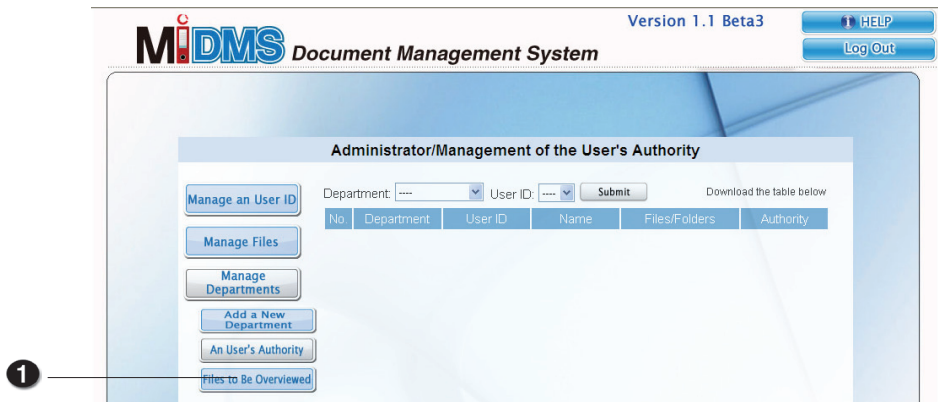 Version 1.1 Beta3
HELP
MiDMS Document Management System
Log Out
Administrator/Management of the User's Authority
Manage an User ID
Department: ---- User ID: ---- Submit Download the table below
No. Department User ID Name Files/Folders Authority
Manage Files
Manage
Departments
Add a New
Department
An User's Authority
1
Files to Be Overviewed